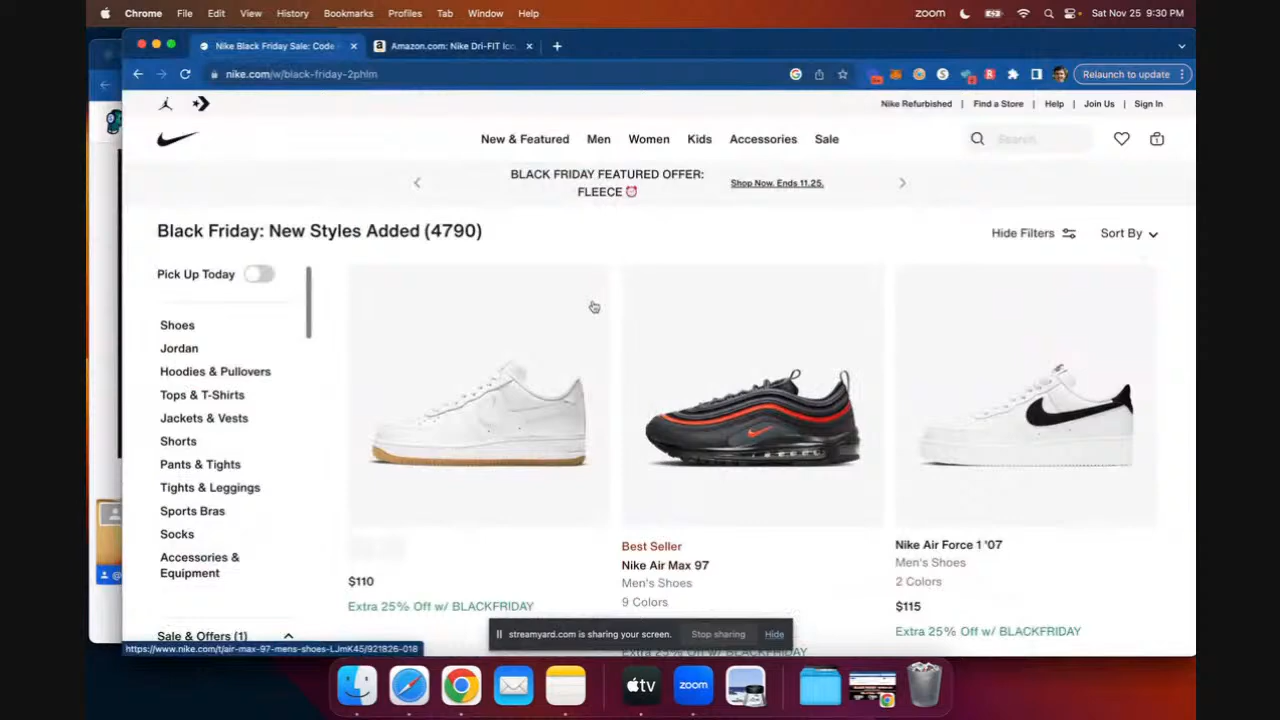 Chrome File Edit View History Bookmarks Profiles Tab Window Help
zoom Sat Nov 25 9:30 PM
Nike Black Friday Sale: Code
Amazon.com: Nike Dri-FIT Ico
nike.com/w/black-friday-2phlm
Relaunch to update
Nike Refurbished | Find a Store | Help | Join Us | Sign In
New & Featured Men Women Kids Accessories Sale
Search
1
BLACK FRIDAY FEATURED OFFER:
FLEECE
Shop Now. Ends 11.25.
Black Friday: New Styles Added (4790)
Hide Filters
Sort By
Pick Up Today
Shoes
Jordan
Hoodies & Pullovers
Tops & T-Shirts
Jackets & Vests
Shorts
Pants & Tights
Tights & Leggings
Sports Bras
Socks
Accessories &
Equipment
Sale & Offers (1)
$110
Extra 25% Off w/ BLACKFRIDAY
Best Seller
Nike Air Max 97
Men's Shoes
9 Colors
Extra 25% Off w/ BLACKFRIDAY
Nike Air Force 1 '07
Men's Shoes
2 Colors
$115
Extra 25% Off w/ BLACKFRIDAY
streamyard.com is sharing your screen.
Stop sharing
Hide
https://www.nike.com/t/air-max-97-mens-shoes-LJmK45/921826-018
tv
zoom